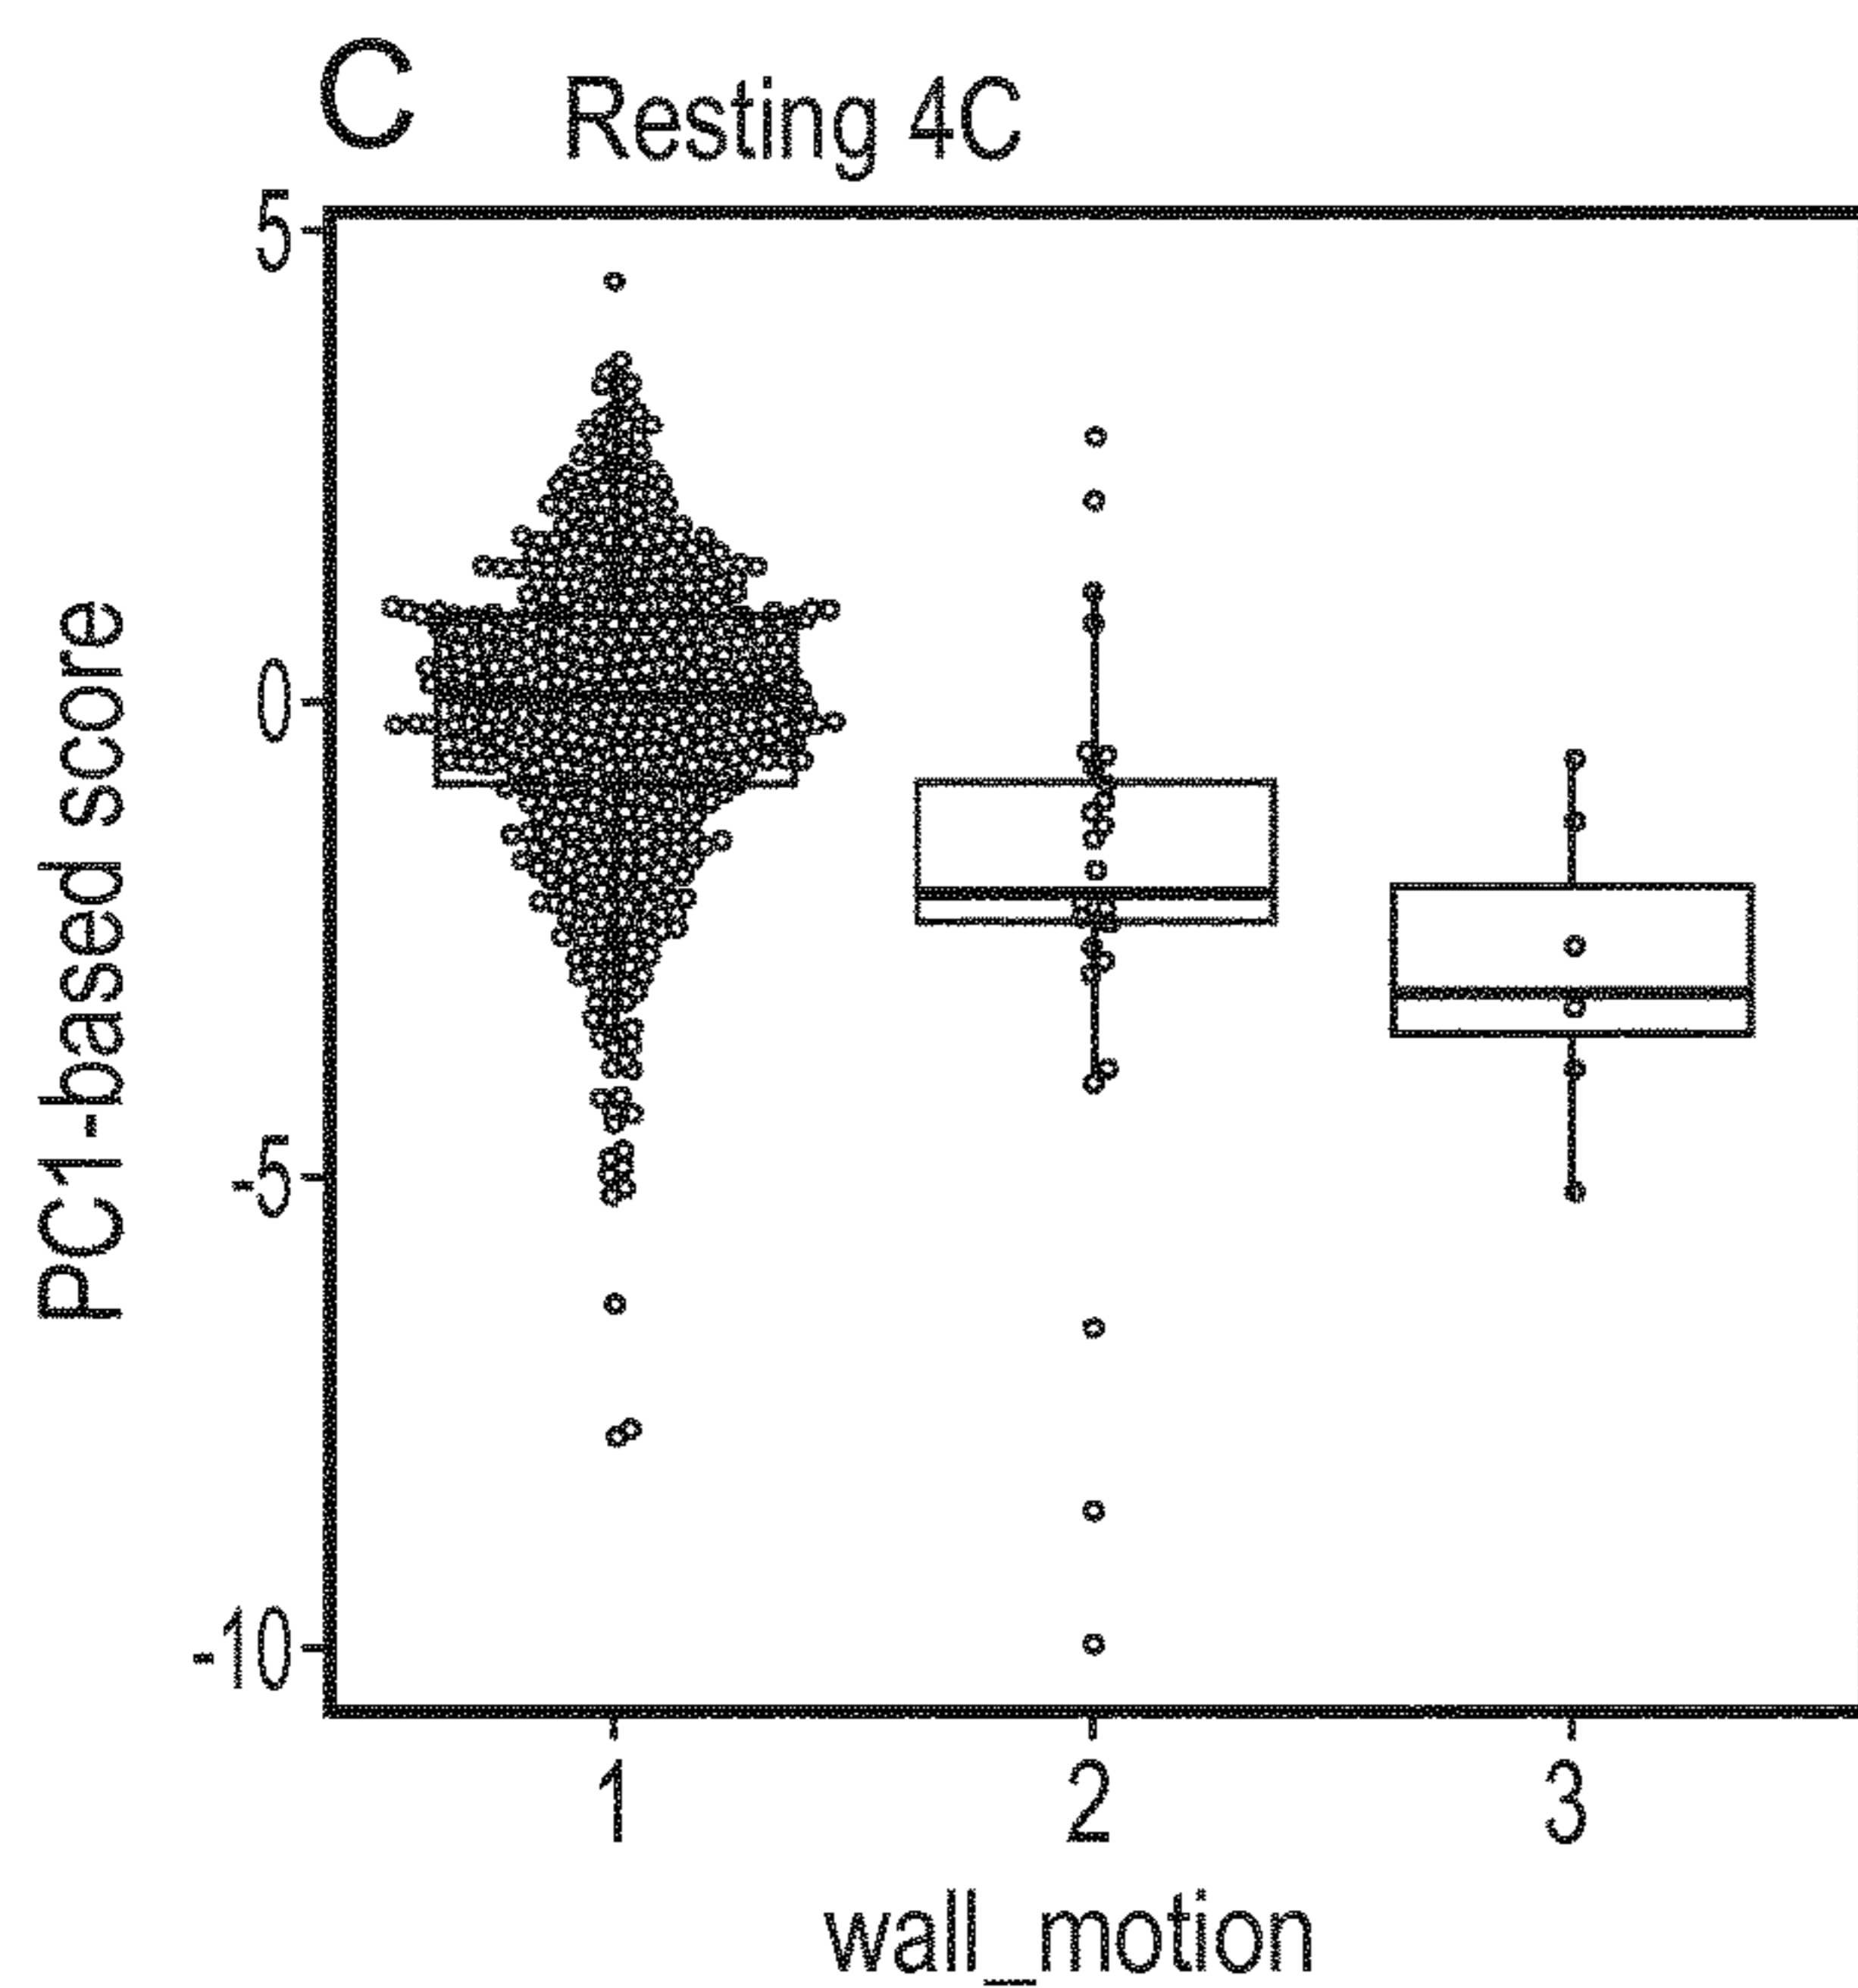 C Resting 4C
5
0
-5
-10
PC1-based score
1 2 3
wall_motion